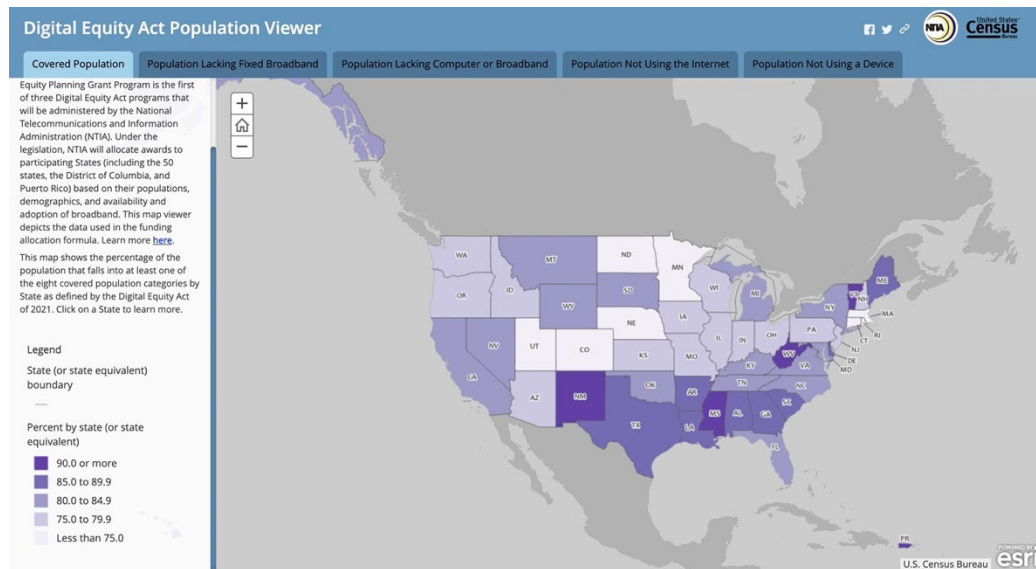 Digital Equity Act Population Viewer
NTIA
United States®
Census
Bureau
Covered Population
Population Lacking Fixed Broadband
Population Lacking Computer or Broadband
Population Not Using the Internet
Population Not Using a Device
Equity Planning Grant Program is the first
of three Digital Equity Act programs that
will be administered by the National
Telecommunications and Information
Administration (NTIA). Under the
legislation, NTIA will allocate awards to
participating States (including the 50
states, the District of Columbia, and
Puerto Rico) based on their populations,
demographics, and availability and
adoption of broadband. This map viewer
depicts the data used in the funding
allocation formula. Learn more here.
This map shows the percentage of the
population that falls into at least one of
the eight covered population categories by
State as defined by the Digital Equity Act
of 2021. Click on a State to learn more.
Legend
State (or state equivalent)
boundary
Percent by state (or state
equivalent)
90.0 or more
85.0 to 89.9
80.0 to 84.9
75.0 to 79.9
Less than 75.0
+
−
WA
MT
ND
MN
OR
ID
WY
SD
WI
MI
VT
NH
ME
NY
MA
RI
CT
NJ
DE
MD
NE
IA
PA
NV
UT
CO
KS
MO
IL
IN
OH
WV
VA
KY
CA
AZ
NM
OK
AR
TN
NC
SC
TX
LA
MS
AL
GA
FL
PR
POWERED BY
esri
U.S. Census Bureau